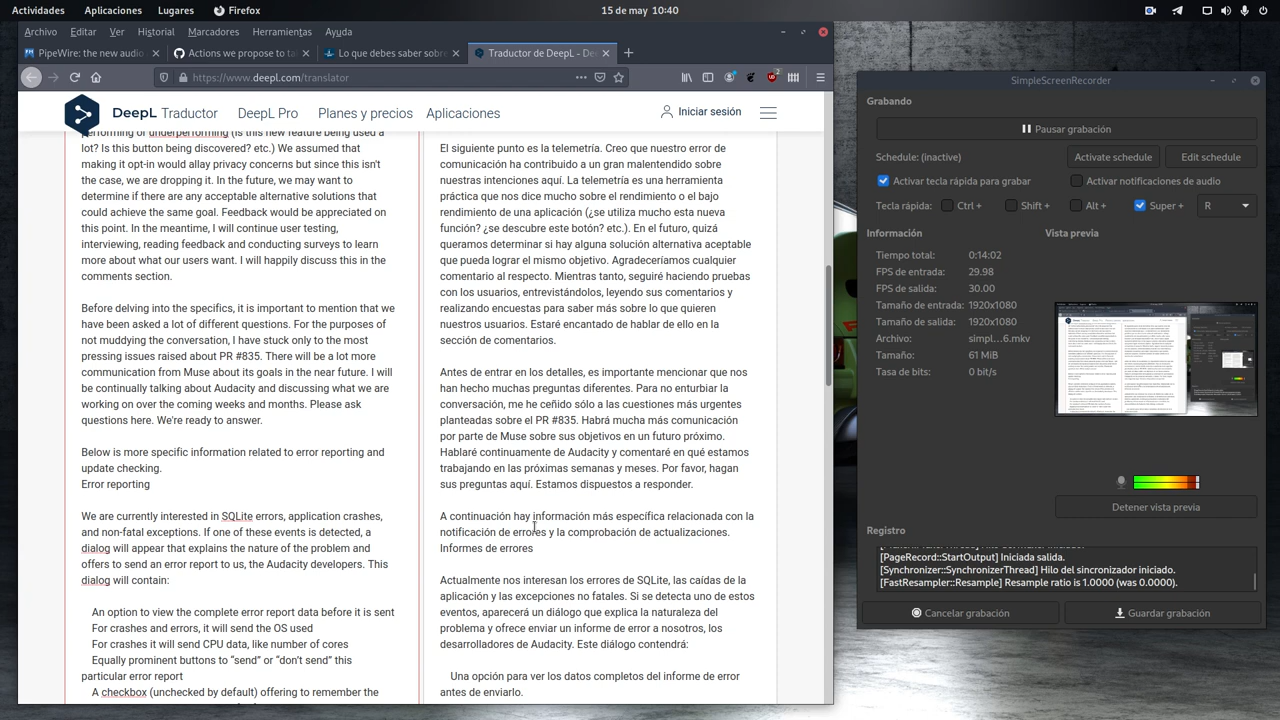 Actividades Aplicaciones Lugares Firefox 15 de may 10:40
Archivo Editar Ver Historial Marcadores Herramientas Ayuda
PipeWire: the new audio Actions we propose to ta Lo que debes saber sobre Traductor de DeepL - De
https://www.deepl.com/translator
DeepL Traductor DeepL Pro Planes y precios Aplicaciones Iniciar sesión
performing or underperforming (Is this new feature being used a
lot? Is this button being discovered? etc.) We assumed that
making it opt-in would allay privacy concerns but since this isn't
the case, we are dropping it. In the future, we may want to
determine if there are any acceptable alternative solutions that
could achieve the same goal. Feedback would be appreciated on
this point. In the meantime, I will continue user testing,
interviewing, reading feedback and conducting surveys to learn
more about what our users want. I will happily discuss this in the
comments section.
Before delving into the specifics, it is important to mention that we
have been asked a lot of different questions. For the purposes of
not muddying the conversation, I have stuck only to the most
pressing issues raised about PR #835. There will be a lot more
communication from Muse about its goals in the near future. I will
be continually talking about Audacity and discussing what we are
working on over the coming weeks and months. Please ask
questions here. We're ready to answer.
Below is more specific information related to error reporting and
update checking.
Error reporting
We are currently interested in SQLite errors, application crashes,
and non-fatal exceptions. If one of these events is detected, a
dialog will appear that explains the nature of the problem and
offers to send an error report to us, the Audacity developers. This
dialog will contain:
An option to view the complete error report data before it is sent
For crashes and errors, it will send the OS used
For crashes it will send CPU data, like number of cores
Equally prominent buttons to “send” or “don’t send” this
particular error report
A checkbox (unchecked by default) offering to remember the
El siguiente punto es la telemetría. Creo que nuestro error de
comunicación ha contribuido a un gran malentendido sobre
nuestras intenciones aquí. La telemetría es una herramienta
práctica que nos dice mucho sobre el rendimiento o el bajo
rendimiento de una aplicación (¿se utiliza mucho esta nueva
función? ¿se descubre este botón? etc.). En el futuro, quizá
queramos determinar si hay alguna solución alternativa aceptable
que pueda lograr el mismo objetivo. Agradeceríamos cualquier
comentario al respecto. Mientras tanto, seguiré haciendo pruebas
con los usuarios, entrevistándolos, leyendo sus comentarios y
realizando encuestas para saber más sobre lo que quieren
nuestros usuarios. Estaré encantado de hablar de ello en la
sección de comentarios.
Antes de entrar en los detalles, es importante mencionar que nos
han hecho muchas preguntas diferentes. Para no enturbiar la
conversación, me he ceñido sólo a las cuestiones más urgentes
planteadas sobre el PR #835. Habrá mucha más comunicación
por parte de Muse sobre sus objetivos en un futuro próximo.
Hablaré continuamente de Audacity y comentaré en qué estamos
trabajando en las próximas semanas y meses. Por favor, hagan
sus preguntas aquí. Estamos dispuestos a responder.
A continuación hay información más específica relacionada con la
notificación de errores y la comprobación de actualizaciones.
Informes de errores
Actualmente nos interesan los errores de SQLite, las caídas de la
aplicación y las excepciones no fatales. Si se detecta uno de estos
eventos, aparecerá un diálogo que explica la naturaleza del
problema y ofrece enviar un informe de error a nosotros, los
desarrolladores de Audacity. Este diálogo contendrá:
Una opción para ver los datos completos del informe de error
antes de enviarlo.
SimpleScreenRecorder
Grabando
Pausar grabación
Schedule: (inactive) Activate schedule Edit schedule
Activar tecla rápida para grabar Activar notificaciones de audio
Tecla rápida: Ctrl + Shift + Alt + Super + R
Información Vista previa
Tiempo total: 0:14:02
FPS de entrada: 29.98
FPS de salida: 30.00
Tamaño de entrada: 1920x1080
Tamaño de salida: 1920x1080
Archivo: simpl...6.mkv
Tamaño: 61 MiB
Tasa de bits: 0 bit/s
Detener vista previa
Registro
[PageRecord::StartOutput] Iniciada salida.
[Synchronizer::SynchronizerThread] Hilo del sincronizador iniciado.
[FastResampler::Resample] Resample ratio is 1.0000 (was 0.0000).
Cancelar grabación Guardar grabación